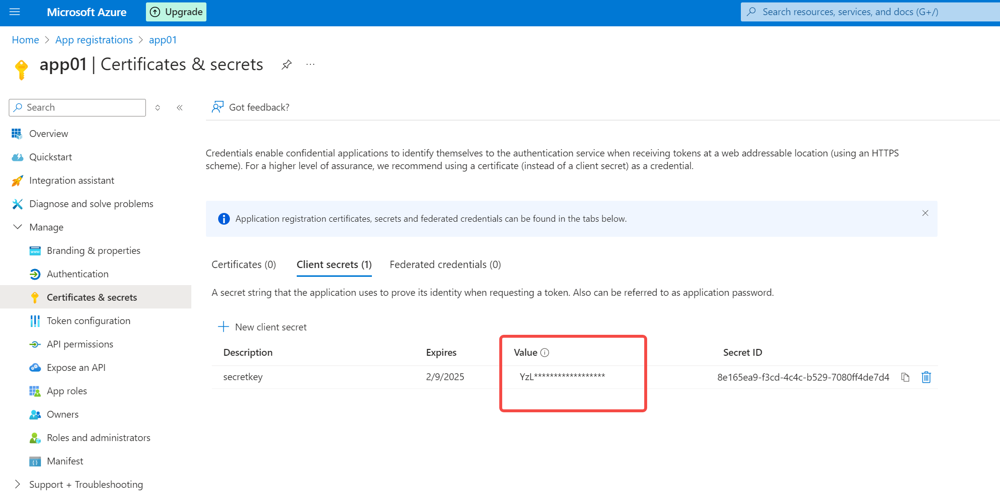 Microsoft Azure
Upgrade
Search resources, services, and docs (G+/)
Home > App registrations > app01
app01 | Certificates & secrets
...
Search
Got feedback?
Overview
Quickstart
Integration assistant
Diagnose and solve problems
Manage
Branding & properties
Authentication
Certificates & secrets
Token configuration
API permissions
Expose an API
App roles
Owners
Roles and administrators
Manifest
Support + Troubleshooting
Credentials enable confidential applications to identify themselves to the authentication service when receiving tokens at a web addressable location (using an HTTPS
scheme). For a higher level of assurance, we recommend using a certificate (instead of a client secret) as a credential.
Application registration certificates, secrets and federated credentials can be found in the tabs below.
Certificates (0) Client secrets (1) Federated credentials (0)
A secret string that the application uses to prove its identity when requesting a token. Also can be referred to as application password.
New client secret
Description Expires Value Secret ID
secretkey 2/9/2025 YzL****************** 8e165ea9-f3cd-4c4c-b529-7080ff4de7d4